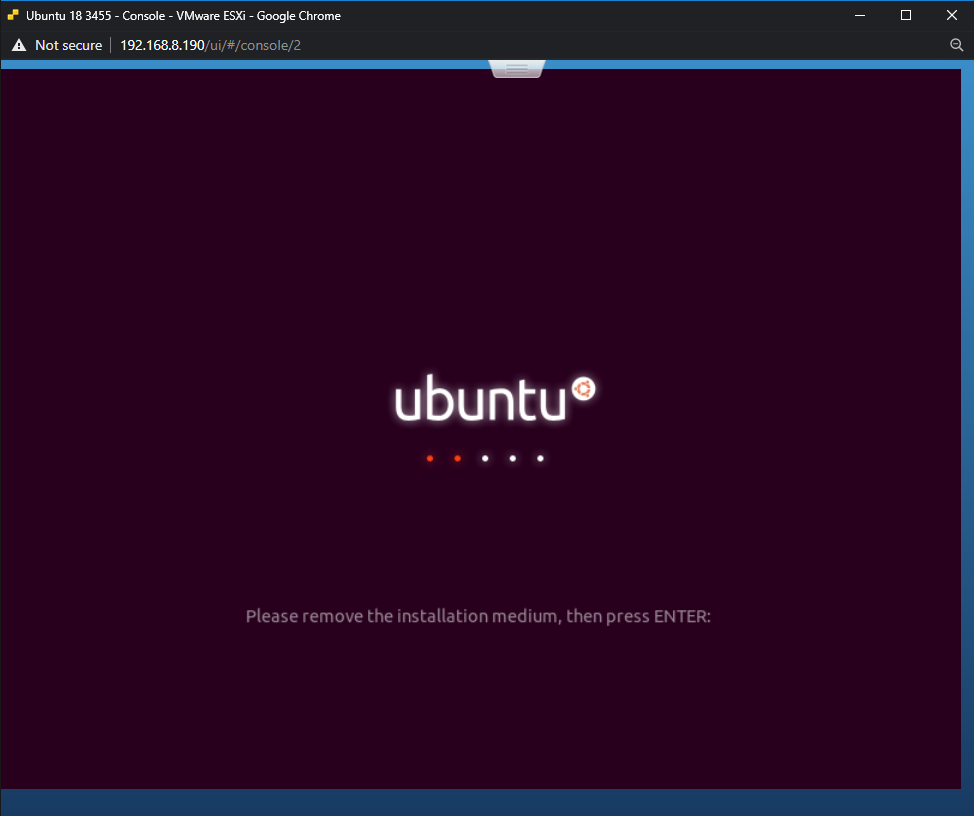 Ubuntu 18 3455 - Console - VMware ESXi - Google Chrome
Not secure | 192.168.8.190/ui/#/console/2
ubuntu
Please remove the installation medium, then press ENTER: